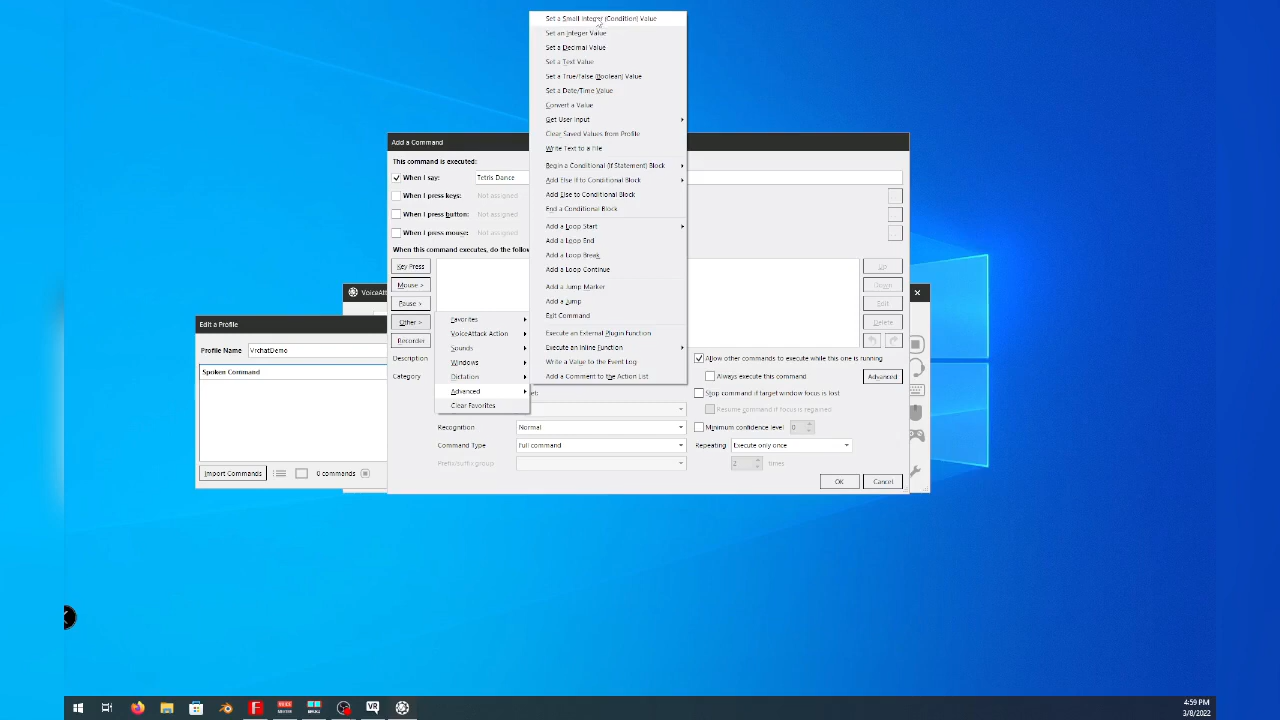 Set a Small Integer (Condition) Value
Set an Integer Value
Set a Decimal Value
Set a Text Value
Set a True/False (Boolean) Value
Set a Date/Time Value
Convert a Value
Get User Input
Clear Saved Values from Profile
Write Text to a File
Begin a Conditional (If Statement) Block
Add Else If to Conditional Block
Add Else to Conditional Block
End a Conditional Block
Add a Loop Start
Add a Loop End
Add a Loop Break
Add a Loop Continue
Add a Jump Marker
Add a Jump
Exit Command
Execute an External Plugin Function
Execute an Inline Function
Write a Value to the Event Log
Add a Comment to the Action List
Add a Command
This command is executed:
When I say:
Tetris Dance
When I press keys:
Not assigned
When I press button:
Not assigned
When I press mouse:
Not assigned
When this command executes, do the follow
Key Press
Mouse >
Pause >
Other >
Recorder
Description
Category
Up
Down
Edit
Delete
Favorites
VoiceAttack Action
Sounds
Windows
Dictation
Advanced
Clear Favorites
Allow other commands to execute while this one is running
Always execute this command
Advanced
Stop command if target window focus is lost
Resume command if focus is regained
Recognition
Normal
Minimum confidence level
0
Command Type
Full command
Repeating
Execute only once
Prefix/suffix group
2
times
OK
Cancel
VoiceAtt
Edit a Profile
Profile Name
VrchatDemo
Spoken Command
Import Commands
0 commands
VR
4:59 PM
3/8/2022